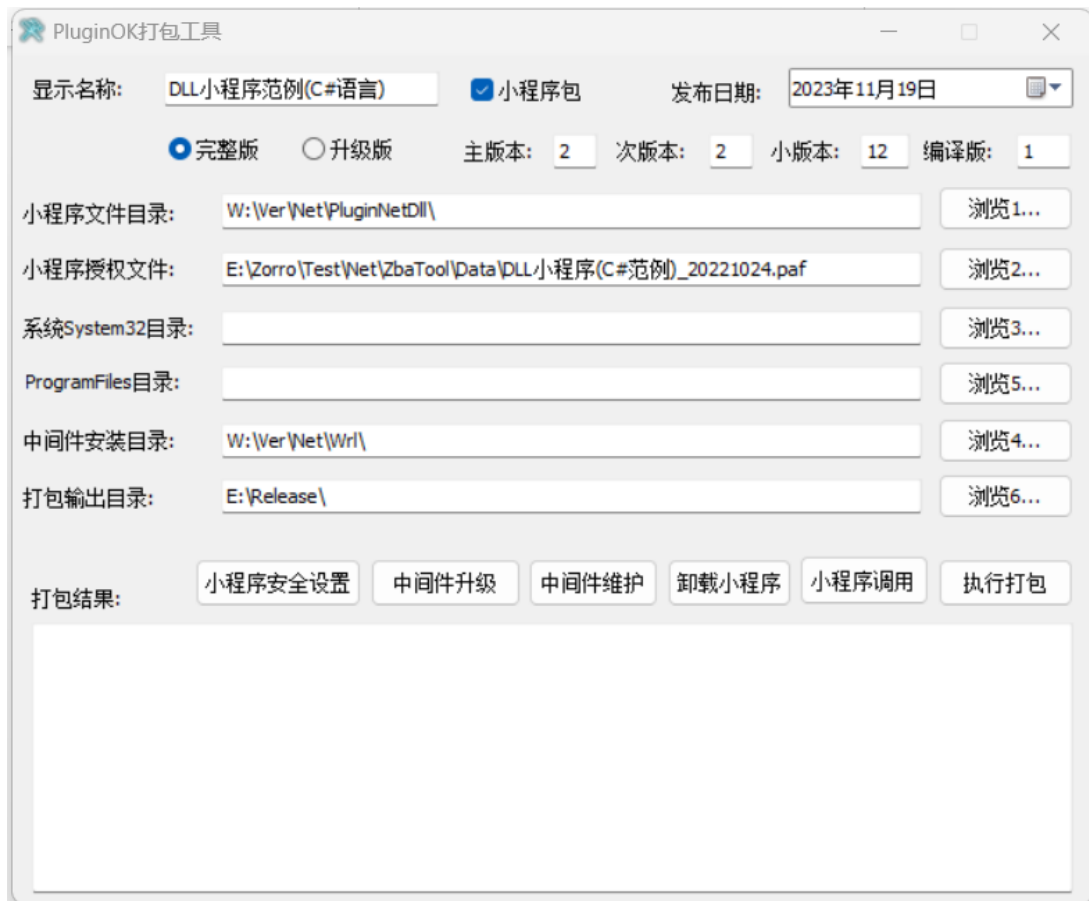 PluginOK打包工具
显示名称: DLL小程序范例(C#语言) 小程序包 发布日期: 2023年11月19日
完整版 升级版 主版本: 2 次版本: 2 小版本: 12 编译版: 1
小程序文件目录: W:\Ver\Net\PluginNetDll\ 浏览1...
小程序授权文件: E:\Zorro\Test\Net\ZbaTool\Data\DLL小程序(C#范例)_20221024.paf 浏览2...
系统System32目录: 浏览3...
ProgramFiles目录: 浏览5...
中间件安装目录: W:\Ver\Net\Wrl\ 浏览4...
打包输出目录: E:\Release\ 浏览6...
打包结果: 小程序安全设置 中间件升级 中间件维护 卸载小程序 小程序调用 执行打包